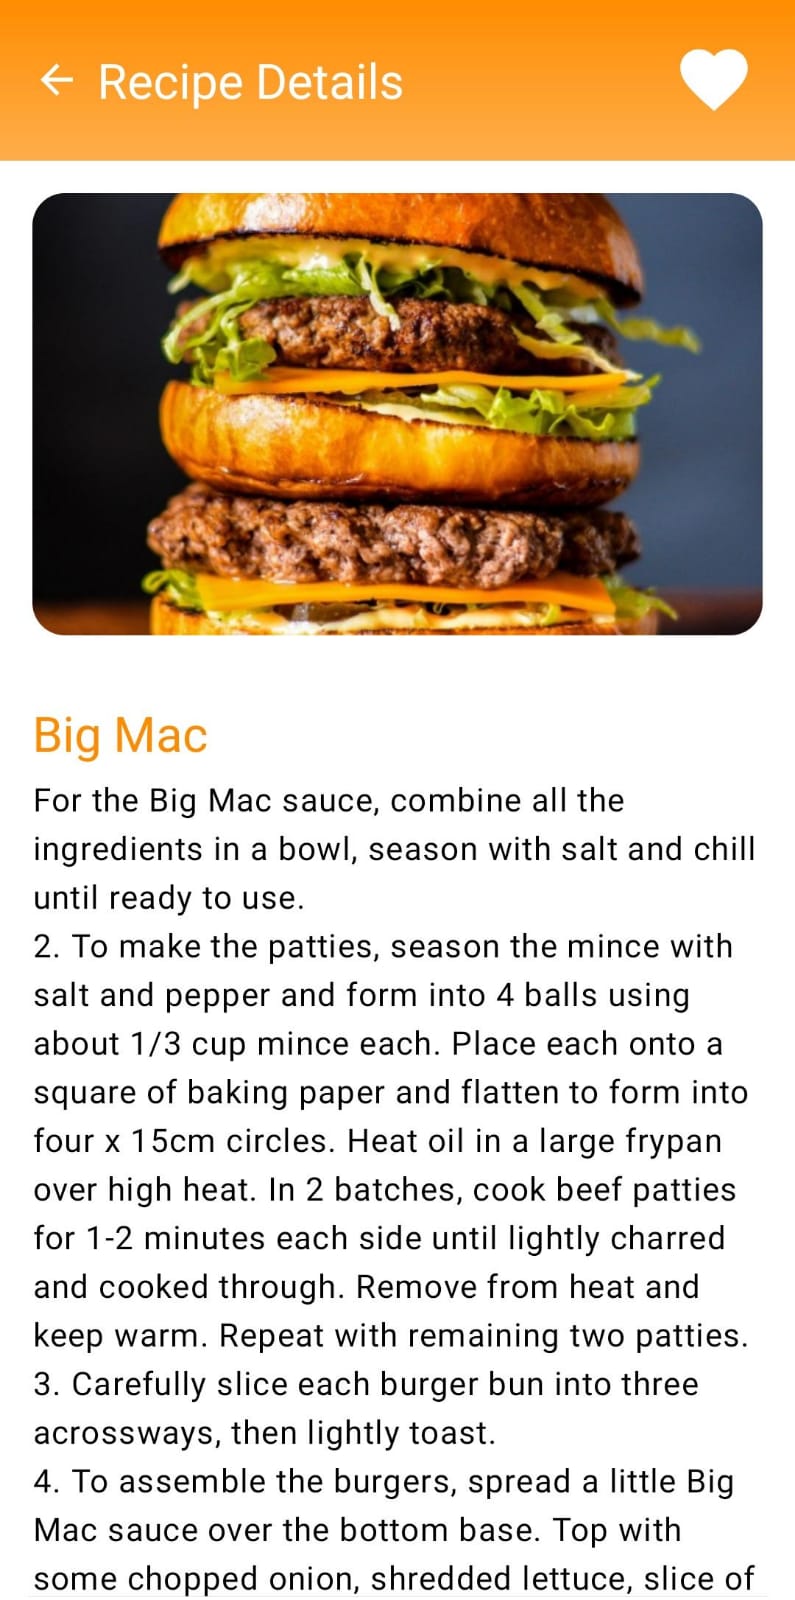 Recipe Details
Big Mac
For the Big Mac sauce, combine all the
ingredients in a bowl, season with salt and chill
until ready to use.
2. To make the patties, season the mince with
salt and pepper and form into 4 balls using
about 1/3 cup mince each. Place each onto a
square of baking paper and flatten to form into
four x 15cm circles. Heat oil in a large frypan
over high heat. In 2 batches, cook beef patties
for 1-2 minutes each side until lightly charred
and cooked through. Remove from heat and
keep warm. Repeat with remaining two patties.
3. Carefully slice each burger bun into three
acrossways, then lightly toast.
4. To assemble the burgers, spread a little Big
Mac sauce over the bottom base. Top with
some chopped onion, shredded lettuce, slice of